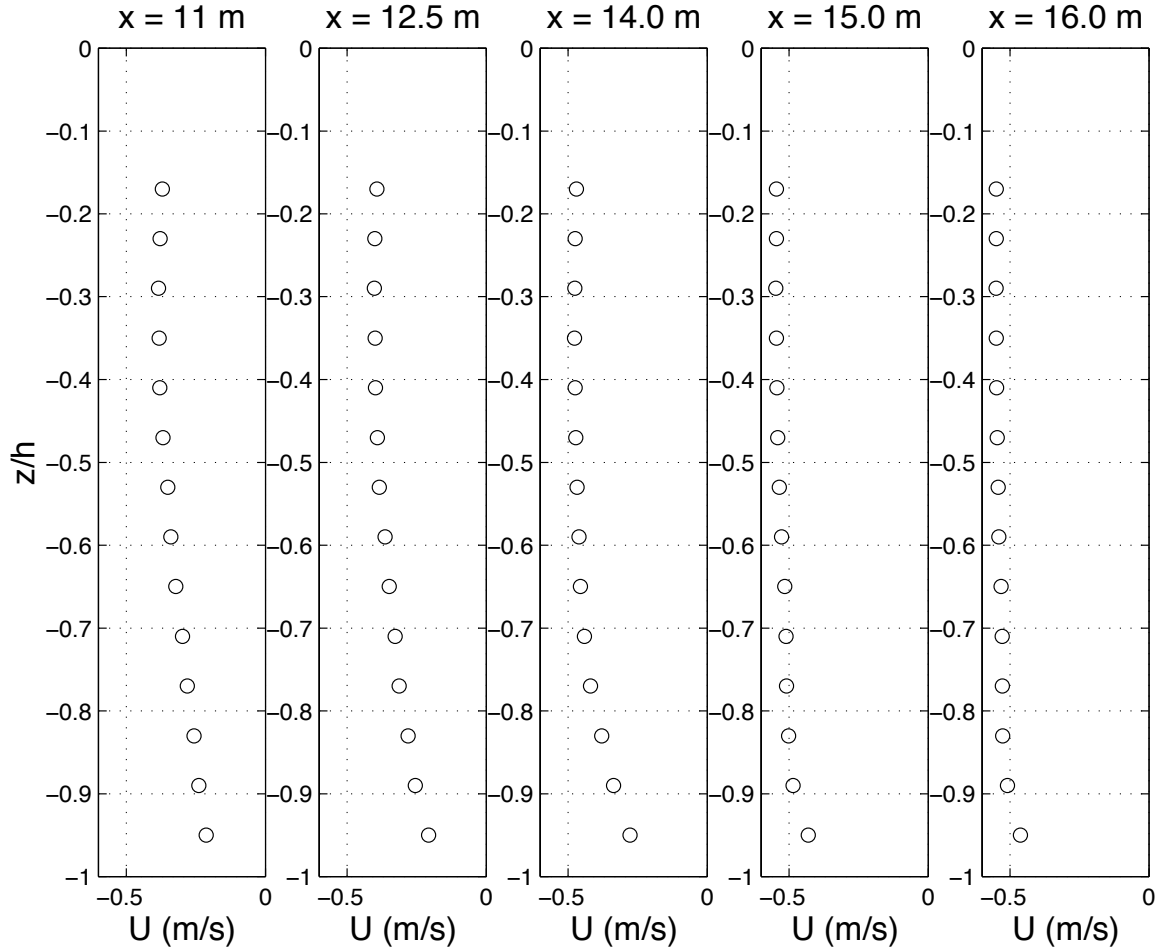 x = 11 m x = 12.5 m x = 14.0 m x = 15.0 m x = 16.0 m
0 0 0 0 0
−0.1 −0.1 −0.1 −0.1 −0.1
−0.2 −0.2 −0.2 −0.2 −0.2
−0.3 −0.3 −0.3 −0.3 −0.3
−0.4 −0.4 −0.4 −0.4 −0.4
z/h
−0.5 −0.5 −0.5 −0.5 −0.5
−0.6 −0.6 −0.6 −0.6 −0.6
−0.7 −0.7 −0.7 −0.7 −0.7
−0.8 −0.8 −0.8 −0.8 −0.8
−0.9 −0.9 −0.9 −0.9 −0.9
−1 −1 −1 −1 −1
−0.5 0 −0.5 0 −0.5 0 −0.5 0 −0.5 0
U (m/s) U (m/s) U (m/s) U (m/s) U (m/s)